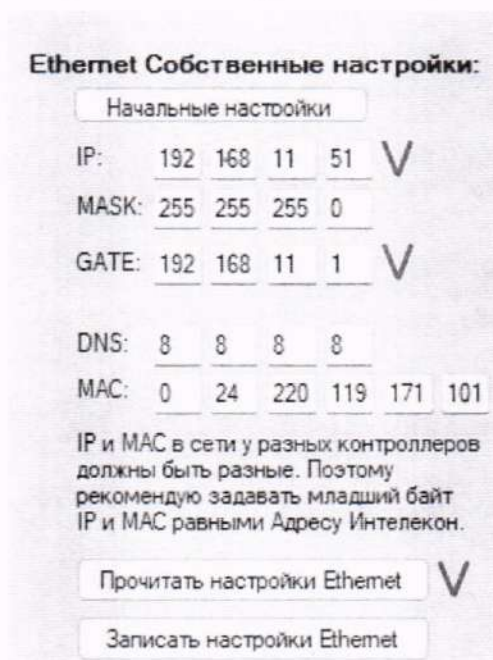 Ethernet Собственные настройки:
Начальные настройки
IP: 192 168 11 51 V
MASK: 255 255 255 0
GATE: 192 168 11 1 V
DNS: 8 8 8 8
MAC: 0 24 220 119 171 101
IP и MAC в сети у разных контроллеров
должны быть разные. Поэтому
рекомендую задавать младший байт
IP и MAC равными Адресу Интелекон.
Прочитать настройки Ethernet V
Записать настройки Ethernet